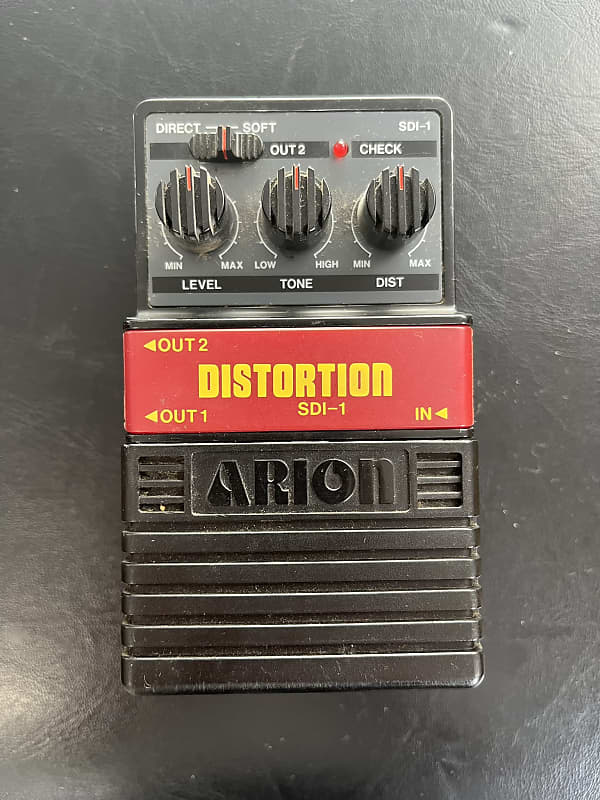 DIRECT — SOFT SDI-1
OUT 2 CHECK
MIN MAX LOW HIGH MIN MAX
LEVEL TONE DIST
◀OUT 2
DISTORTION
◀OUT 1 SDI-1 IN◀
ARION